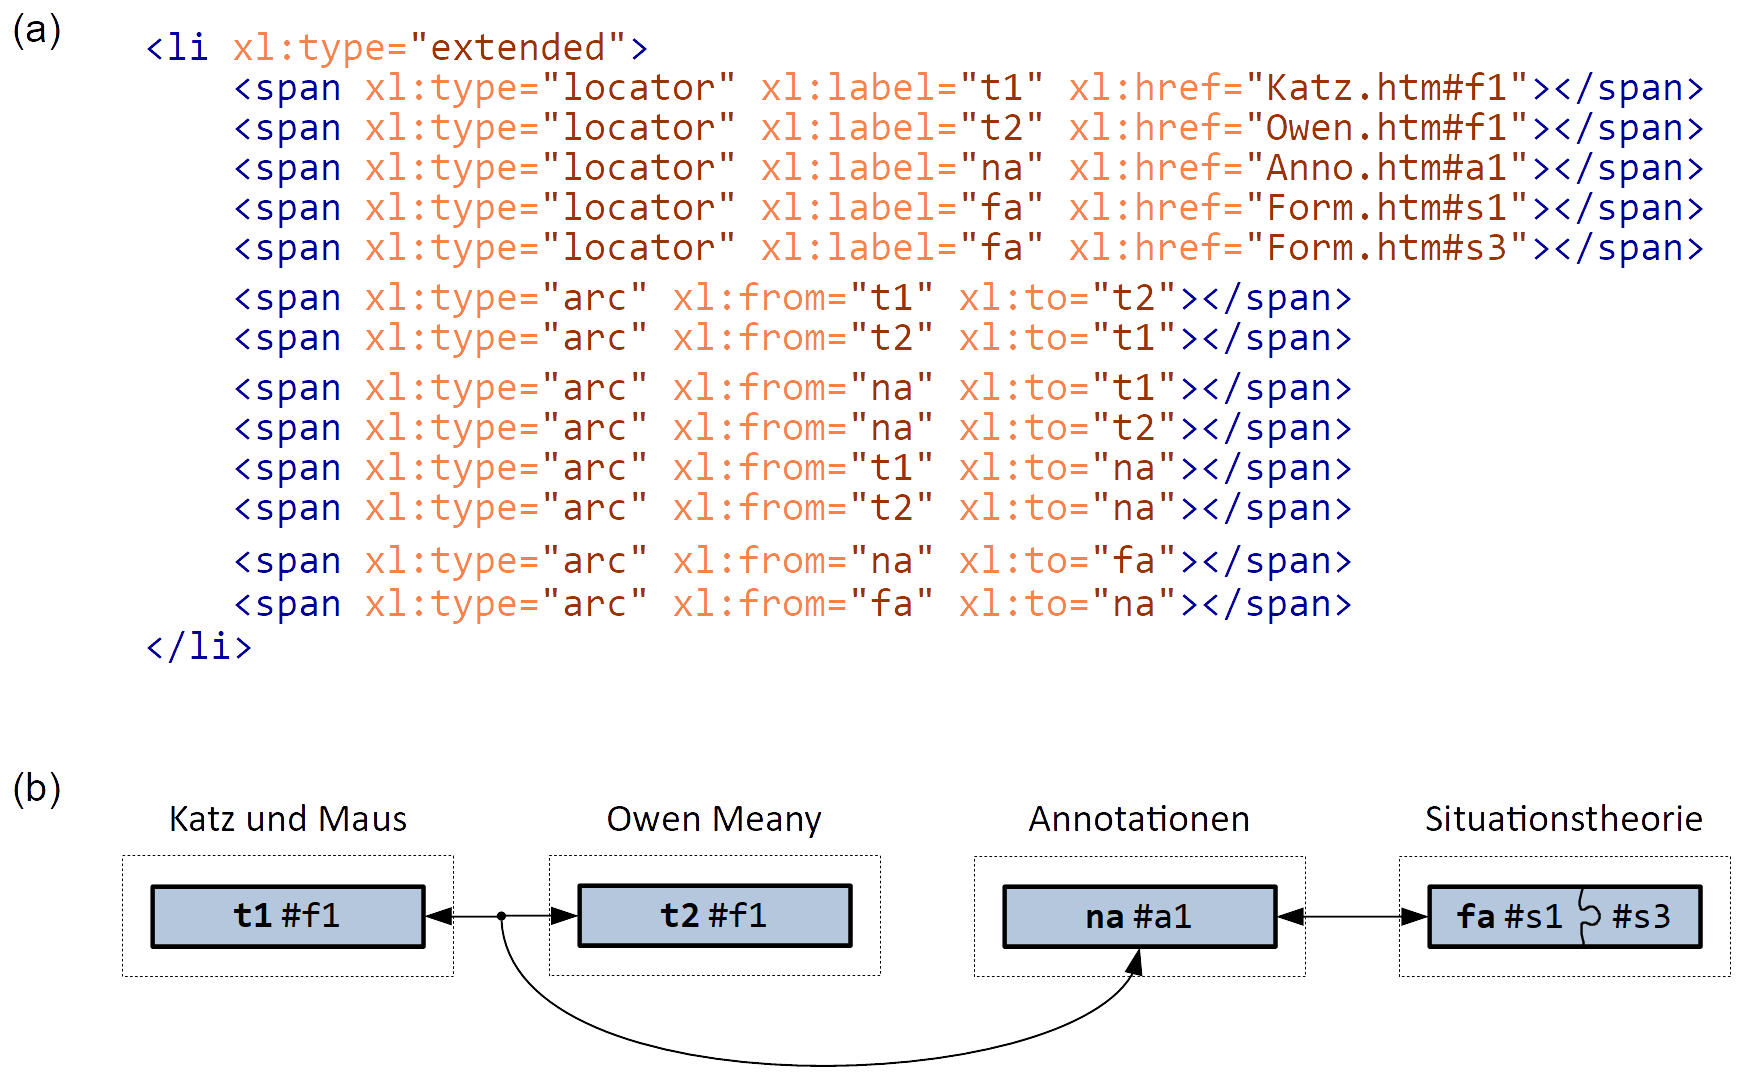 (a)
<li xl:type="extended">
<span xl:type="locator" xl:label="t1" xl:href="Katz.htm#f1"></span>
<span xl:type="locator" xl:label="t2" xl:href="Owen.htm#f1"></span>
<span xl:type="locator" xl:label="na" xl:href="Anno.htm#a1"></span>
<span xl:type="locator" xl:label="fa" xl:href="Form.htm#s1"></span>
<span xl:type="locator" xl:label="fa" xl:href="Form.htm#s3"></span>
<span xl:type="arc" xl:from="t1" xl:to="t2"></span>
<span xl:type="arc" xl:from="t2" xl:to="t1"></span>
<span xl:type="arc" xl:from="na" xl:to="t1"></span>
<span xl:type="arc" xl:from="na" xl:to="t2"></span>
<span xl:type="arc" xl:from="t1" xl:to="na"></span>
<span xl:type="arc" xl:from="t2" xl:to="na"></span>
<span xl:type="arc" xl:from="na" xl:to="fa"></span>
<span xl:type="arc" xl:from="fa" xl:to="na"></span>
</li>
(b)
Katz und Maus Owen Meany Annotationen Situationstheorie
t1 #f1 t2 #f1 na #a1 fa #s1 #s3